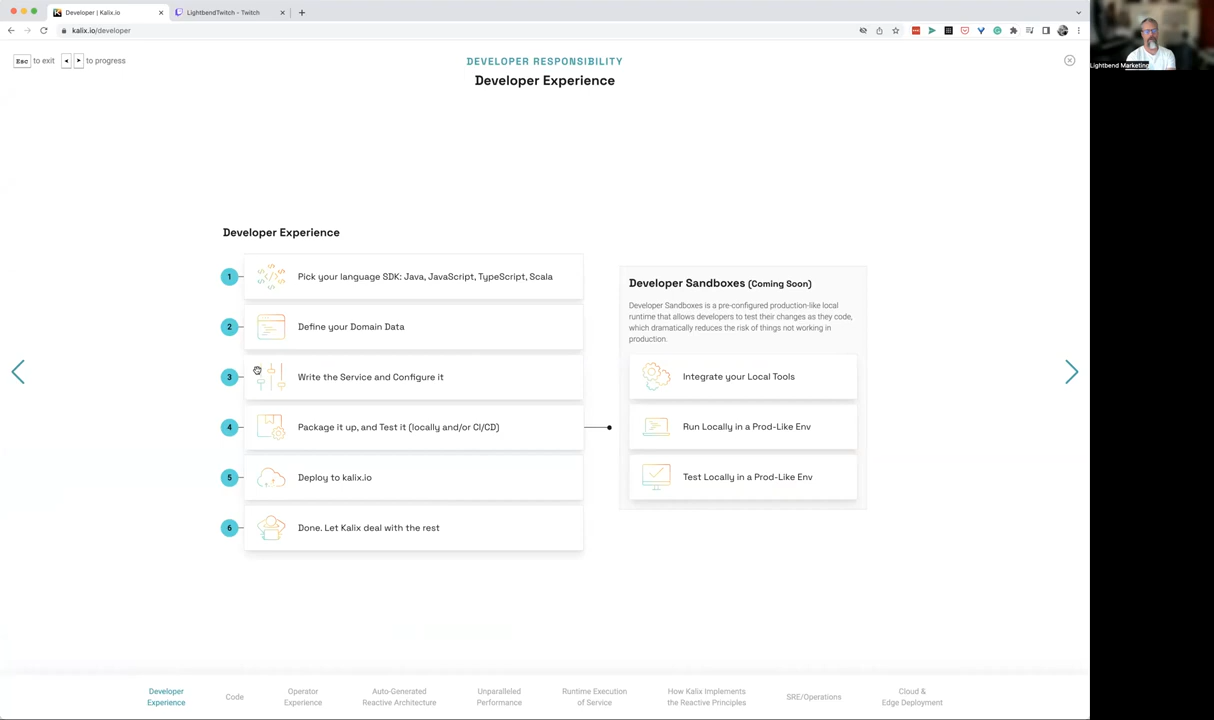 Developer | Kalix.io
LightbendTwitch - Twitch
kalix.io/developer
Esc to exit ◄ ► to progress
DEVELOPER RESPONSIBILITY
Developer Experience
Lightbend Marketing
Developer Experience
1 Pick your language SDK: Java, JavaScript, TypeScript, Scala
2 Define your Domain Data
3 Write the Service and Configure it
4 Package it up, and Test it (locally and/or CI/CD)
5 Deploy to kalix.io
6 Done. Let Kalix deal with the rest
Developer Sandboxes (Coming Soon)
Developer Sandboxes is a pre-configured production-like local
runtime that allows developers to test their changes as they code,
which dramatically reduces the risk of things not working in
production.
Integrate your Local Tools
Run Locally in a Prod-Like Env
Test Locally in a Prod-Like Env
Developer
Experience
Code
Operator
Experience
Auto-Generated
Reactive Architecture
Unparalleled
Performance
Runtime Execution
of Service
How Kalix Implements
the Reactive Principles
SRE/Operations
Cloud &
Edge Deployment